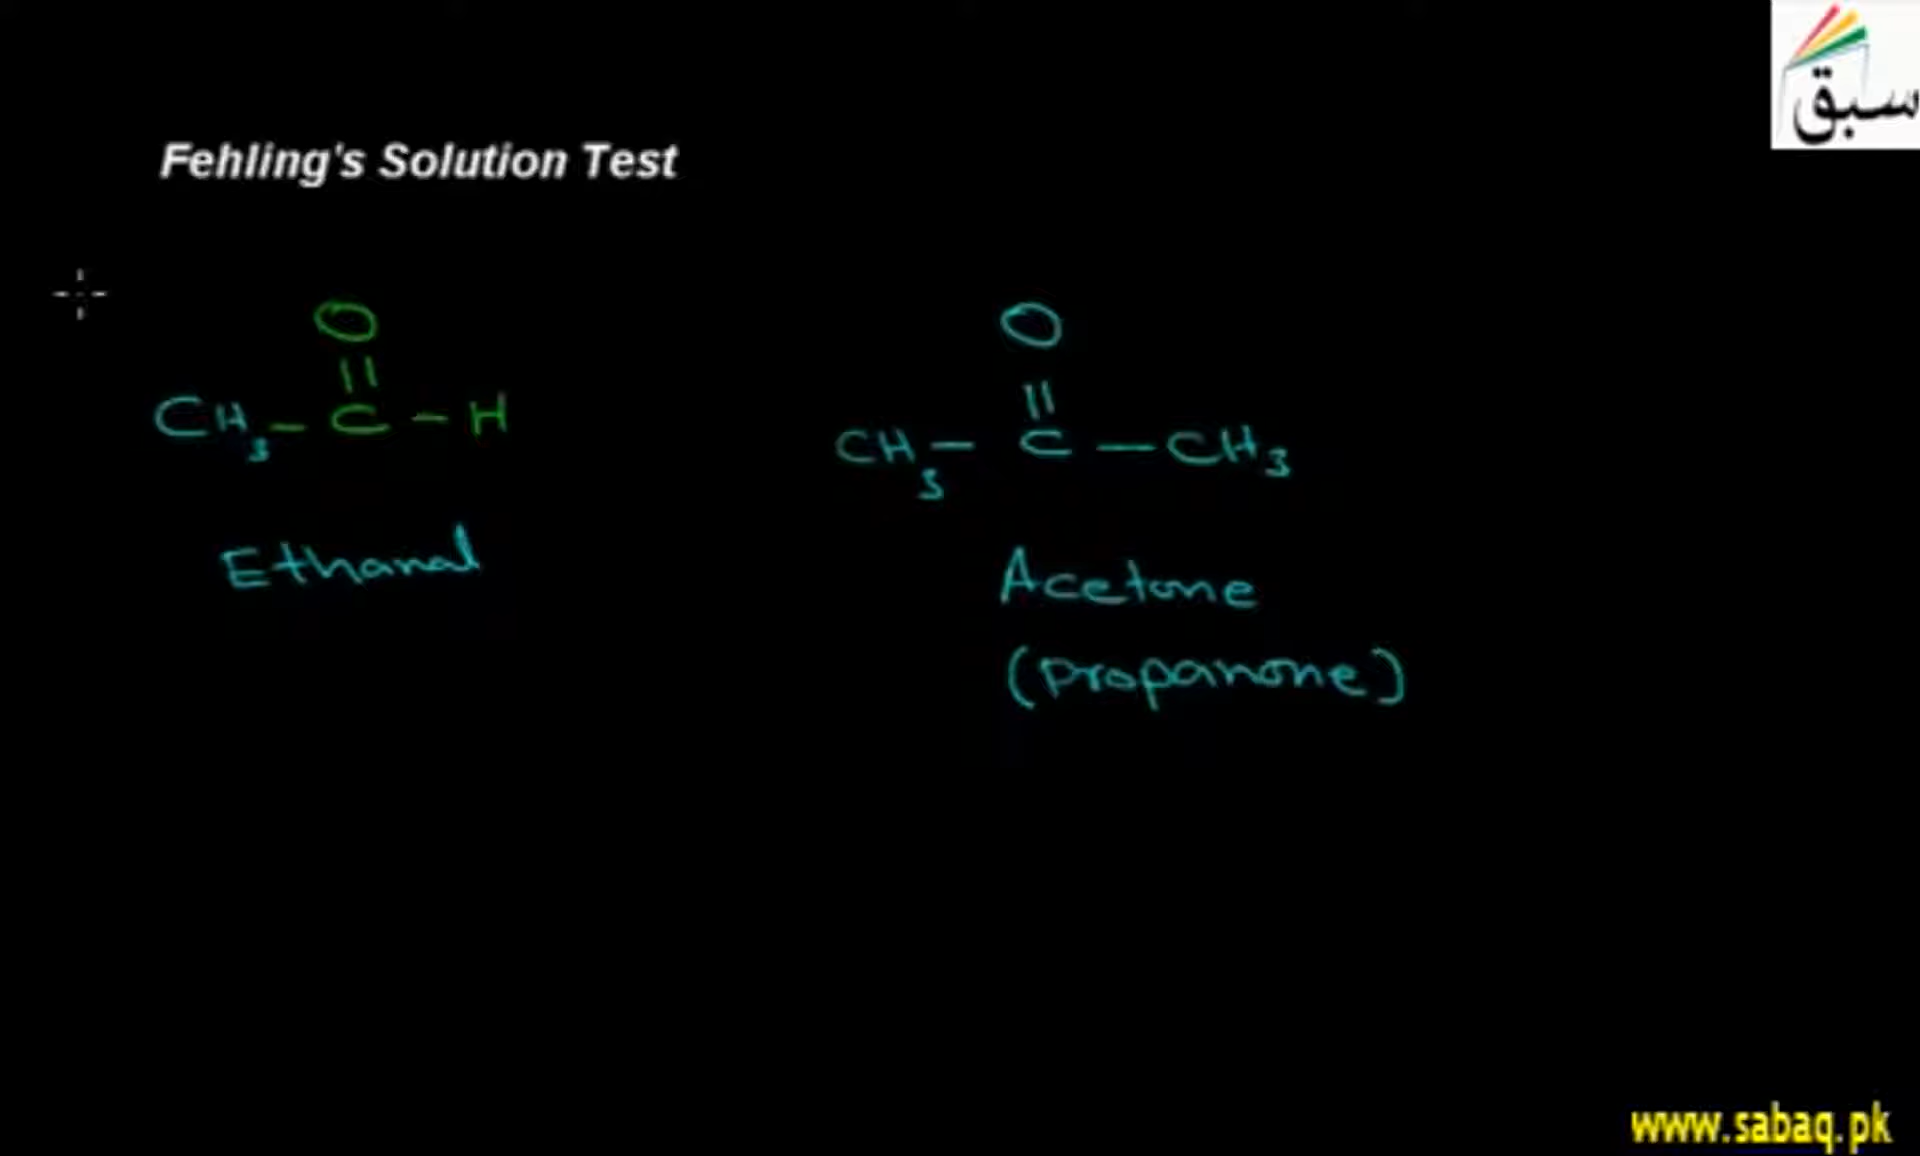 سبق
Fehling's Solution Test
O
||
CH3 - C - H
Ethanal
O
||
CH3 - C - CH3
Acetone
(propanone)
www.sabaq.pk